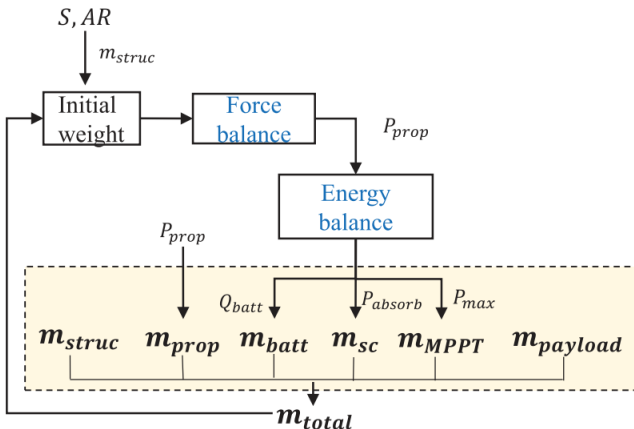 S, AR
m_struc
Initial
weight
Force
balance
P_prop
Energy
balance
P_prop
Q_batt
P_absorb
P_max
m_struc m_prop m_batt m_sc m_MPPT m_payload
m_total